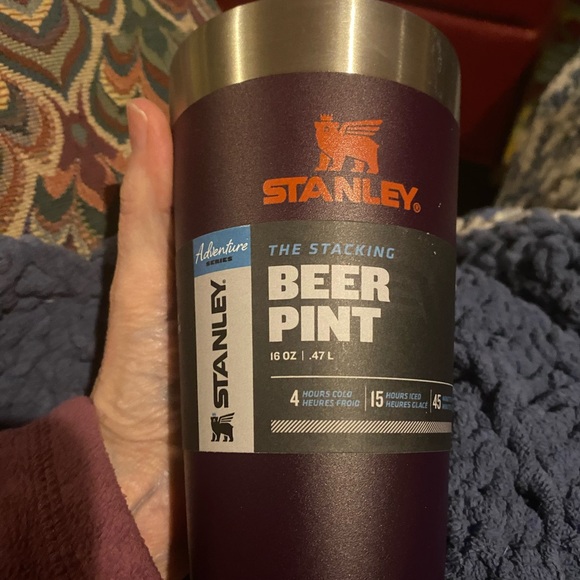 STANLEY®
Adventure
SERIES
STANLEY®
THE STACKING
BEER
PINT
16 OZ | .47 L
4 HOURS COLD
HEURES FROID
15 HOURS ICED
HEURES GLACÉ
45